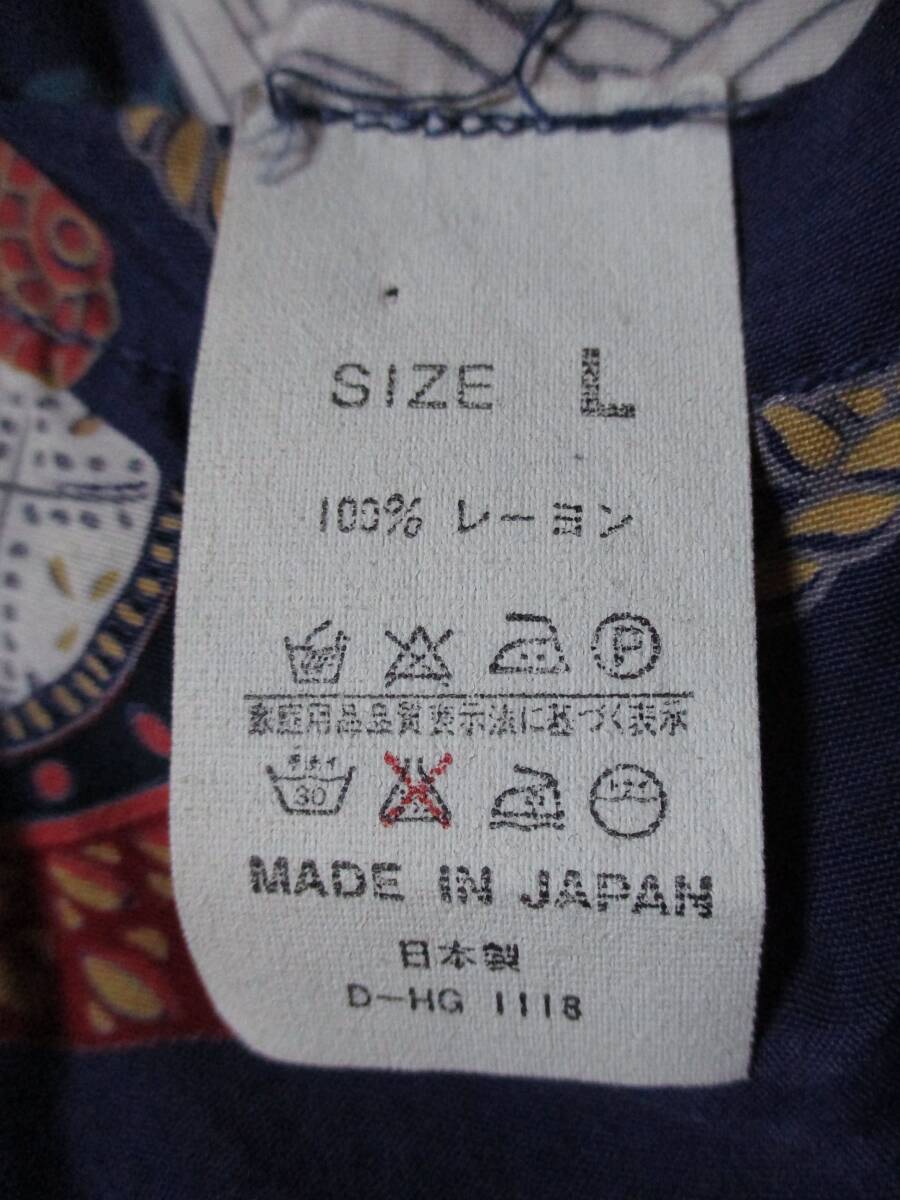 SIZE L
100% レーヨン
P
家庭用品品質表示法に基づく表示
手洗イ
30
ドライ
MADE IN JAPAN
日本製
D-HG 1118